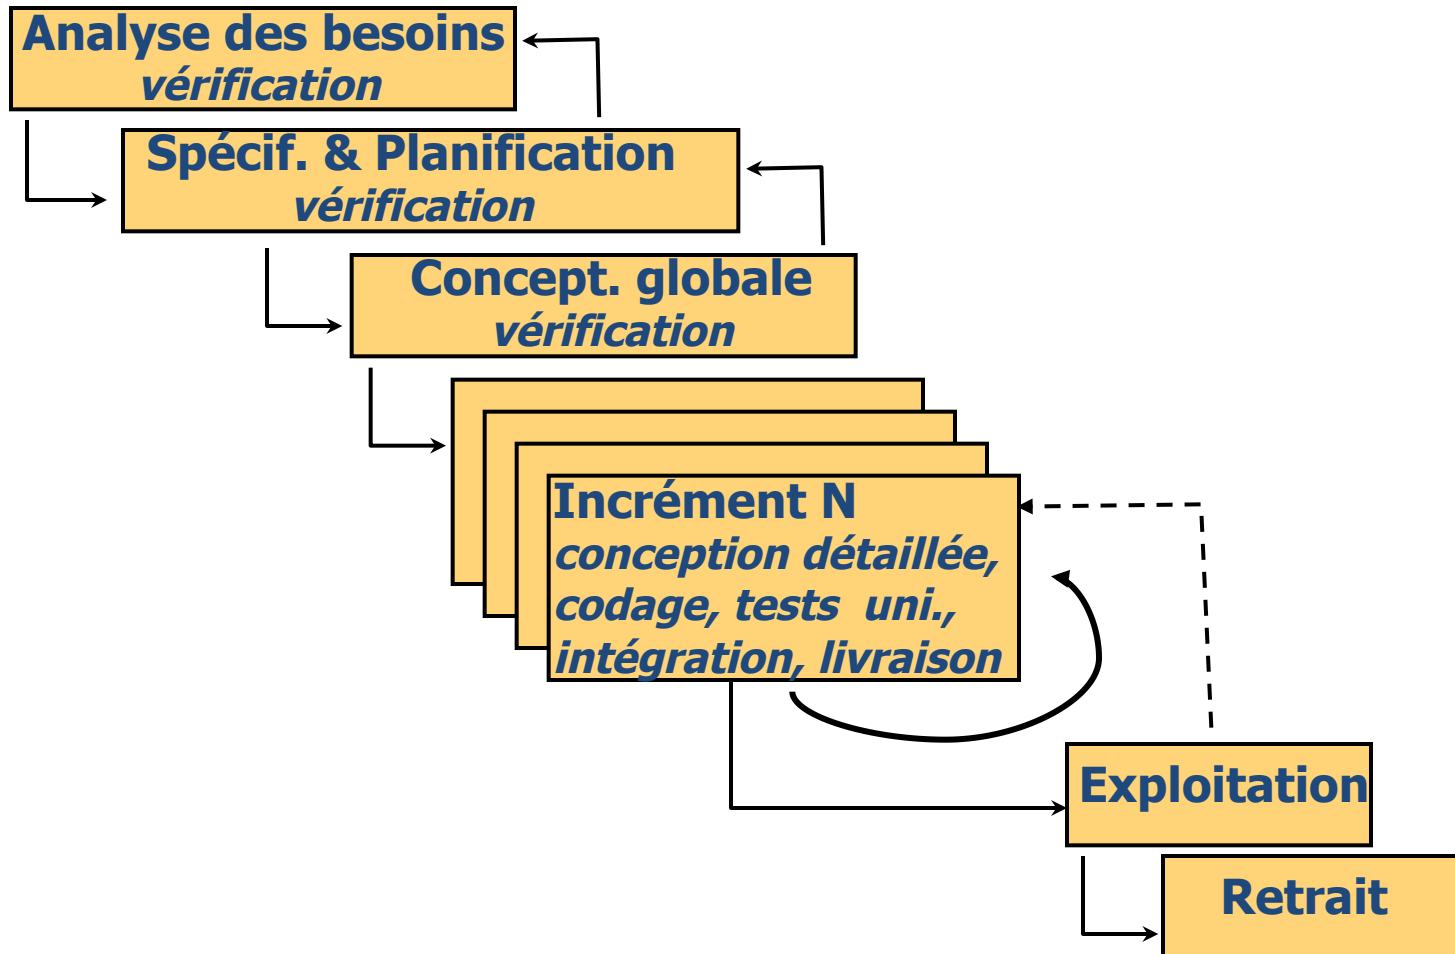 Analyse des besoins
vérification
Spécif. & Planification
vérification
Concept. globale
vérification
Incrément N
conception détaillée,
codage, tests  uni.,
intégration, livraison
Exploitation
Retrait